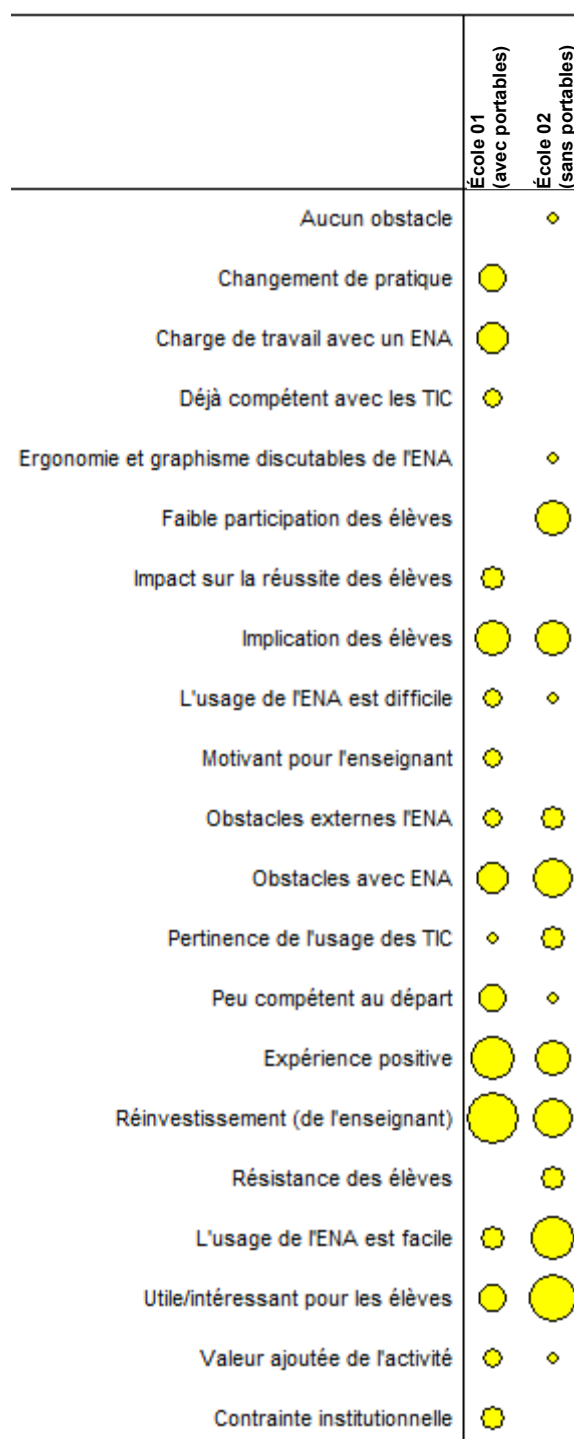 École 01
(avec portables)
École 02
(sans portables)
Aucun obstacle
Changement de pratique
Charge de travail avec un ENA
Déjà compétent avec les TIC
Ergonomie et graphisme discutables de l'ENA
Faible participation des élèves
Impact sur la réussite des élèves
Implication des élèves
L'usage de l'ENA est difficile
Motivant pour l'enseignant
Obstacles externes l'ENA
Obstacles avec ENA
Pertinence de l'usage des TIC
Peu compétent au départ
Expérience positive
Réinvestissement (de l'enseignant)
Résistance des élèves
L'usage de l'ENA est facile
Utile/intéressant pour les élèves
Valeur ajoutée de l'activité
Contrainte institutionnelle